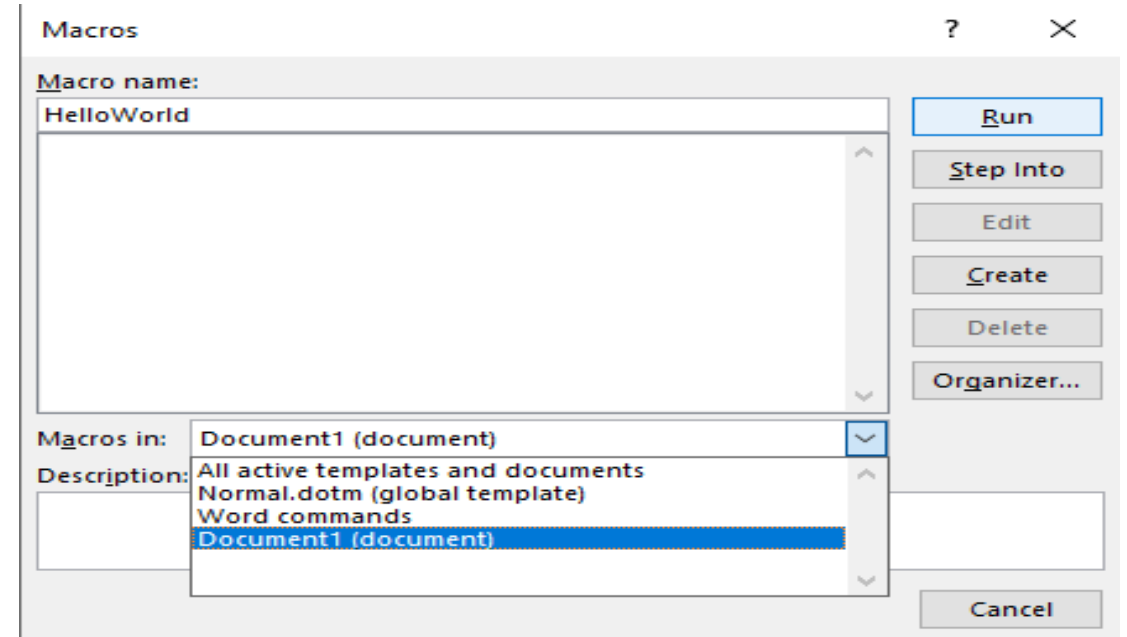 Macros ?
Macro name:
HelloWorld
Run
Step Into
Edit
Create
Delete
Organizer...
Macros in: Document1 (document)
Description:
All active templates and documents
Normal.dotm (global template)
Word commands
Document1 (document)
Cancel